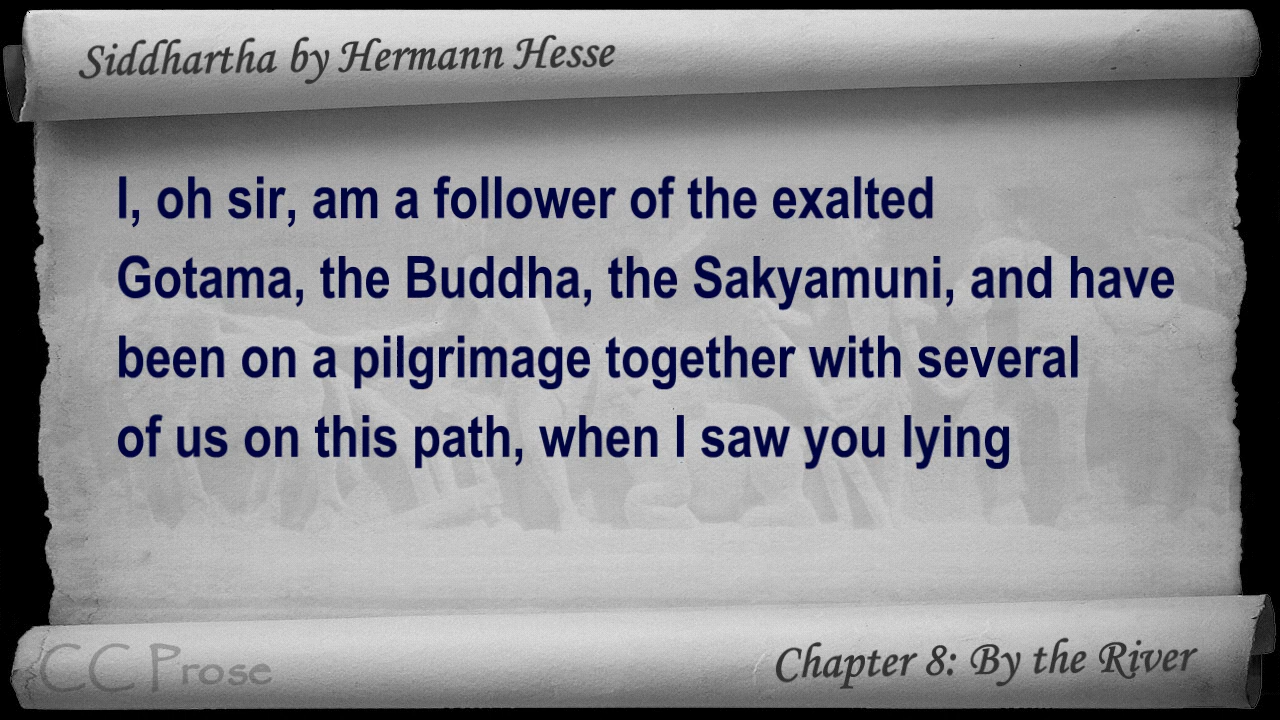 Siddhartha by Hermann Hesse
I, oh sir, am a follower of the exalted
Gotama, the Buddha, the Sakyamuni, and have
been on a pilgrimage together with several
of us on this path, when I saw you lying
CC Prose
Chapter 8: By the River